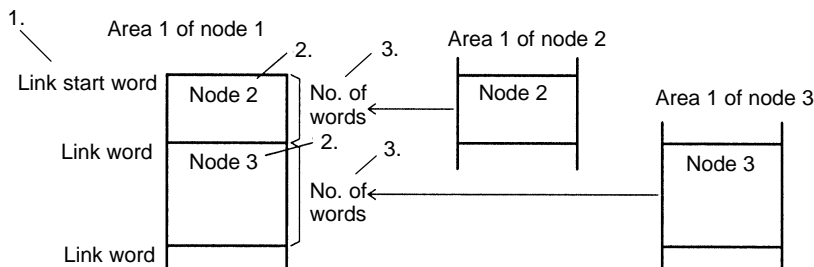 1.
Area 1 of node 1
2.
3.
Area 1 of node 2
Link start word
Node 2
No. of
words
Node 2
Area 1 of node 3
Link word
Node 3
2.
3.
Node 3
No. of
words
Link word